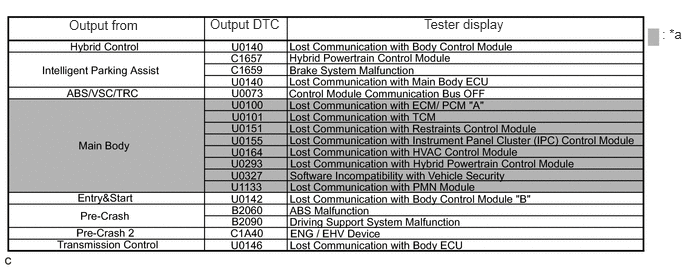 Output from Output DTC Tester display
: *a
Hybrid Control U0140 Lost Communication with Body Control Module
Intelligent Parking Assist C1657 Hybrid Powertrain Control Module
C1659 Brake System Malfunction
U0140 Lost Communication with Main Body ECU
ABS/VSC/TRC U0073 Control Module Communication Bus OFF
Main Body U0100 Lost Communication with ECM/ PCM "A"
U0101 Lost Communication with TCM
U0151 Lost Communication with Restraints Control Module
U0155 Lost Communication with Instrument Panel Cluster (IPC) Control Module
U0164 Lost Communication with HVAC Control Module
U0293 Lost Communication with Hybrid Powertrain Control Module
U0327 Software Incompatibility with Vehicle Security
U1133 Lost Communication with PMN Module
Entry&Start U0142 Lost Communication with Body Control Module "B"
Pre-Crash B2060 ABS Malfunction
B2090 Driving Support System Malfunction
Pre-Crash 2 C1A40 ENG / EHV Device
Transmission Control U0146 Lost Communication with Body ECU
c